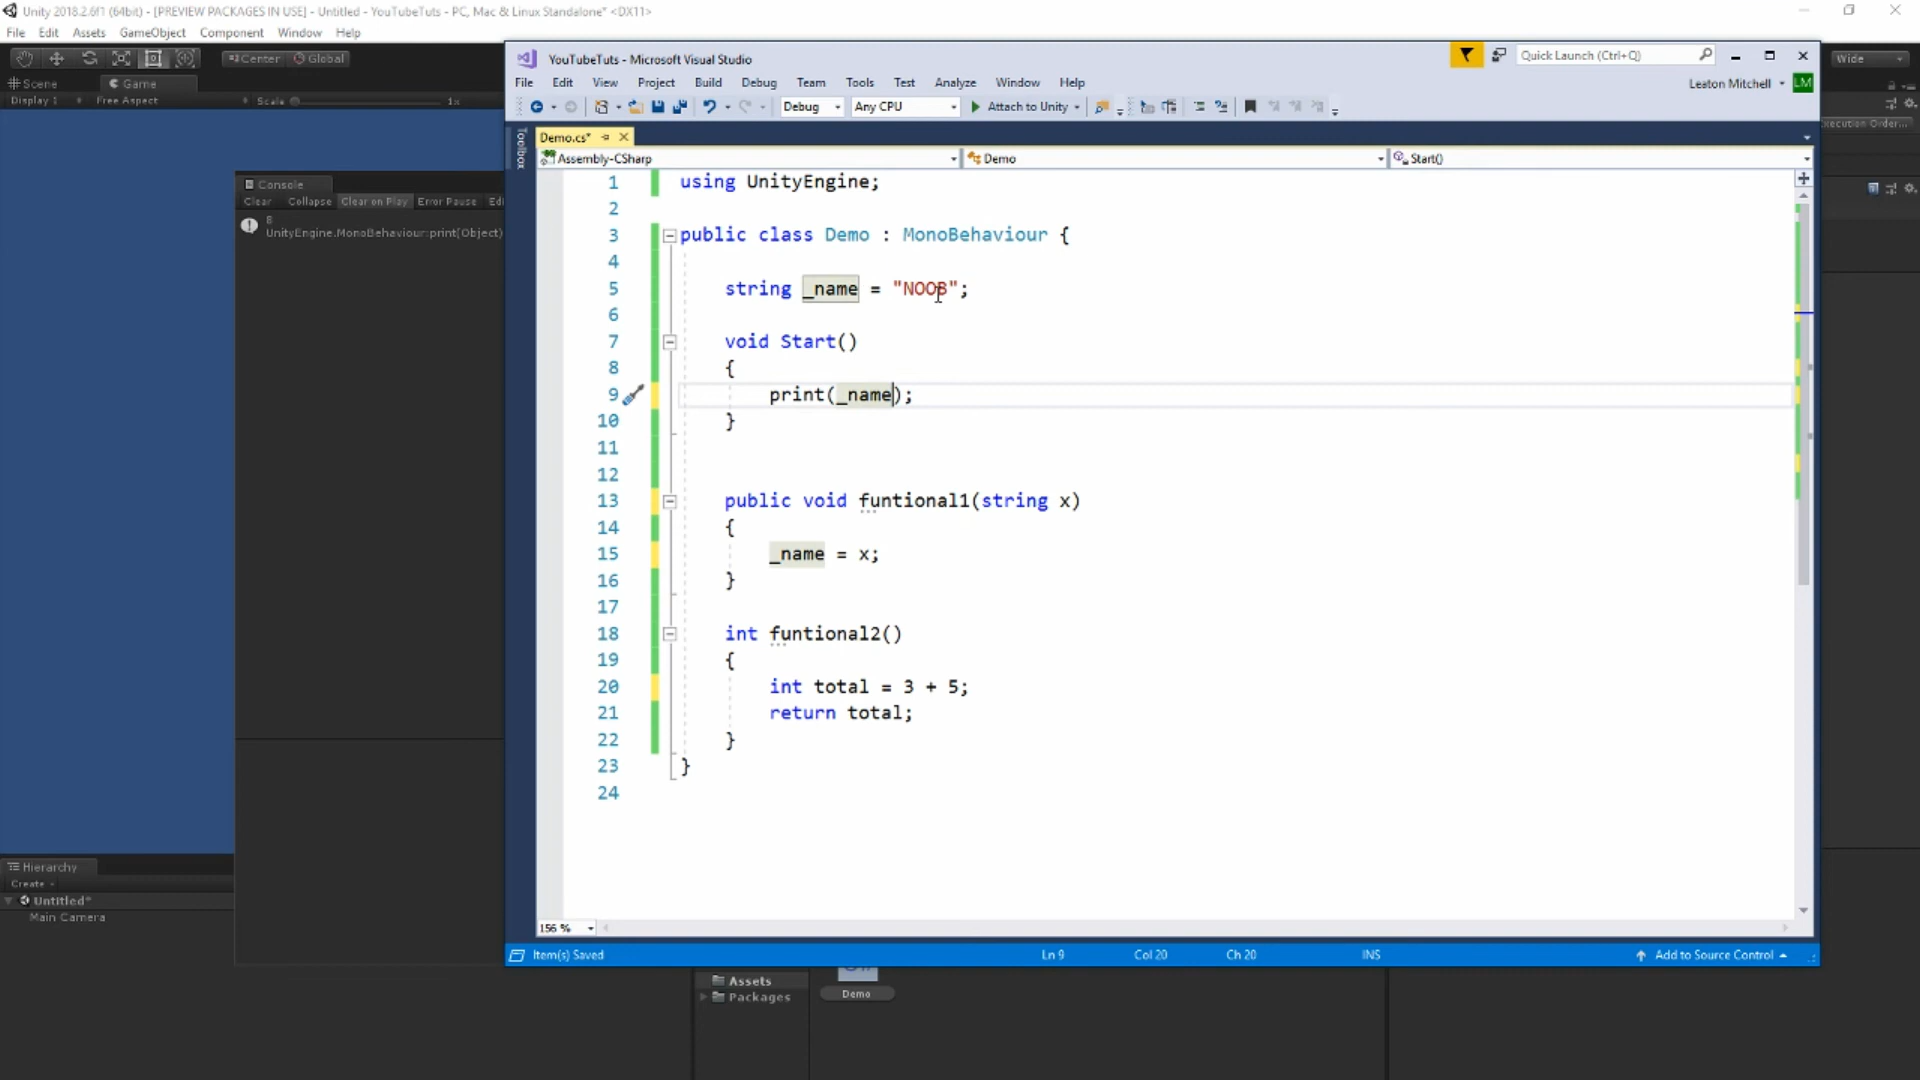 Unity 2018.2.6f1 (64bit) - [PREVIEW PACKAGES IN USE] - Untitled - YouTubeTuts - PC, Mac & Linux Standalone* <DX11>
File Edit Assets GameObject Component Window Help
Center Global
Wide
Scene Game
Display 1 Free Aspect Scale 1x
Console
Clear Collapse Clear on Play Error Pause
8
UnityEngine.MonoBehaviour:print(Object)
YouTubeTuts - Microsoft Visual Studio
Quick Launch (Ctrl+Q)
File Edit View Project Build Debug Team Tools Test Analyze Window Help
Leaton Mitchell LM
Debug Any CPU Attach to Unity
Execution Order...
Toolbox
Demo.cs*
Assembly-CSharp Demo Start()
1 using UnityEngine;
2
3 public class Demo : MonoBehaviour {
4
5 string _name = "NOOB";
6
7 void Start()
8 {
9 print(_name);
10 }
11
12
13 public void funtional1(string x)
14 {
15 _name = x;
16 }
17
18 int funtional2()
19 {
20 int total = 3 + 5;
21 return total;
22 }
23 }
24
156 %
Item(s) Saved Ln 9 Col 20 Ch 20 INS Add to Source Control
Hierarchy
Create
Untitled*
Main Camera
Assets
Packages
Demo